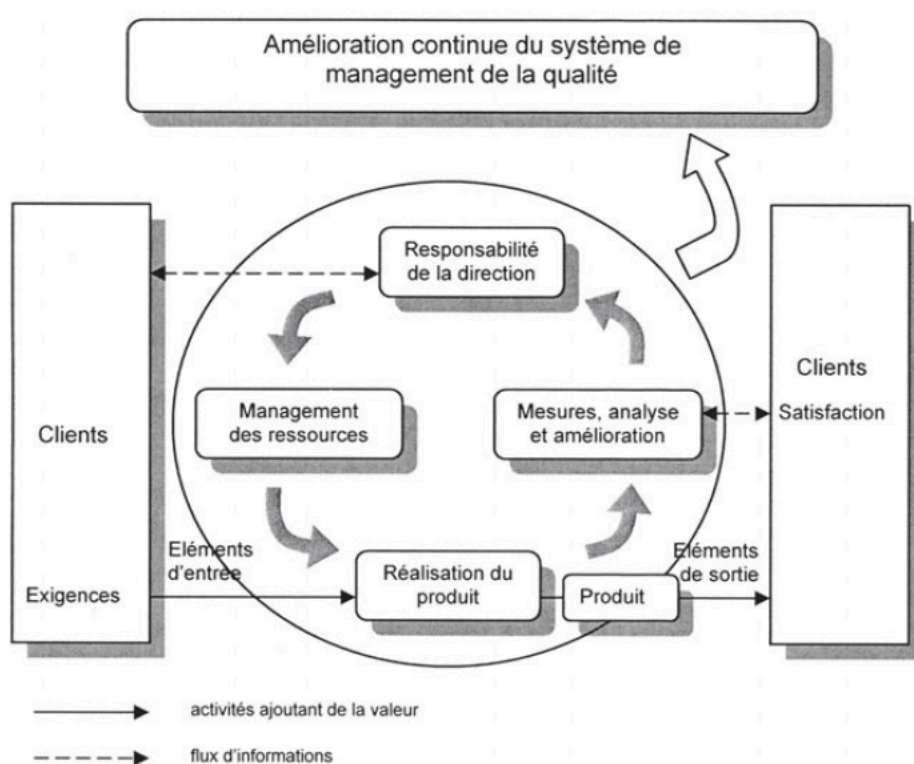 Amélioration continue du système de
management de la qualité
Responsabilité
de la direction
Clients
Exigences
Management
des ressources
Mesures, analyse
et amélioration
Clients
Satisfaction
Eléments
d'entrée
Réalisation du
produit
Produit
Eléments
de sortie
activités ajoutant de la valeur
flux d'informations